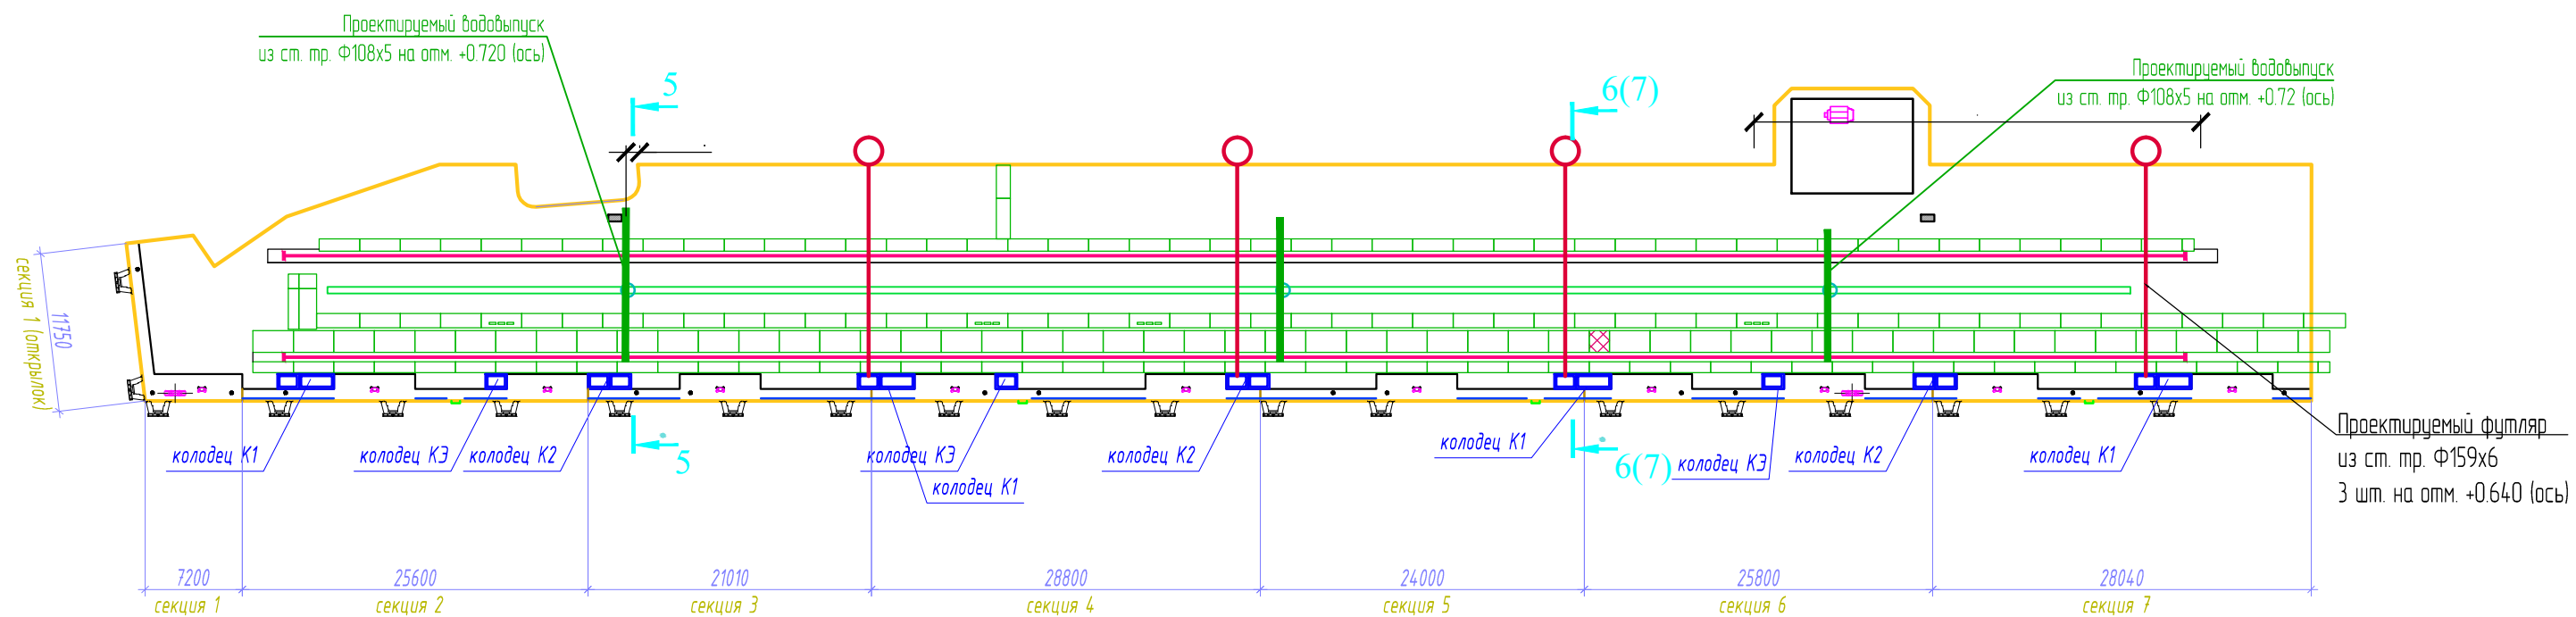 Проектируемый водовыпуск
из ст. тр. Ф108х5 на отм. +0.720 (ось)
5
6(7)
Проектируемый водовыпуск
из ст. тр. Ф108х5 на отм. +0.72 (ось)
секция 1 (открылок)
11750
колодец К1
колодец КЭ
колодец К2
5
колодец КЭ
колодец К1
колодец К2
колодец К1
6(7)
колодец КЭ
колодец К2
колодец К1
Проектируемый футляр
из ст. тр. Ф159х6
3 шт. на отм. +0.640 (ось)
7200
25600
21010
28800
24000
25800
28040
секция 1
секция 2
секция 3
секция 4
секция 5
секция 6
секция 7